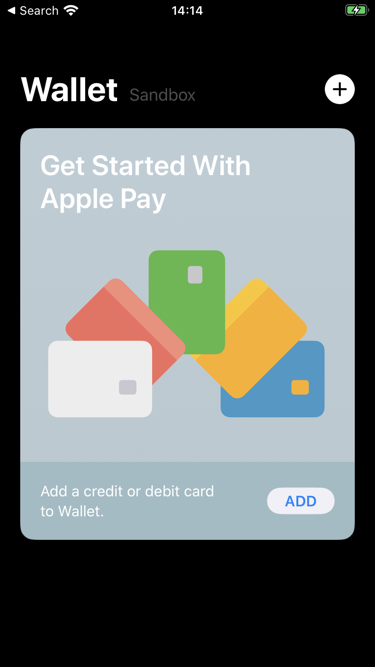 Search 14:14
Wallet Sandbox
Get Started With
Apple Pay
Add a credit or debit card
to Wallet.
ADD